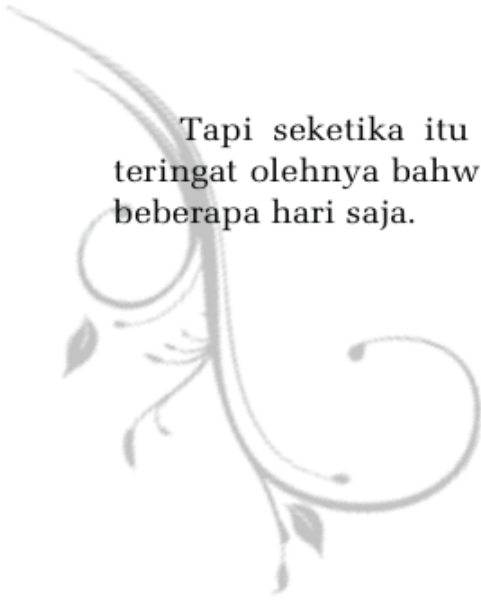 Tapi seketika itu
teringat olehnya bahw
beberapa hari saja.